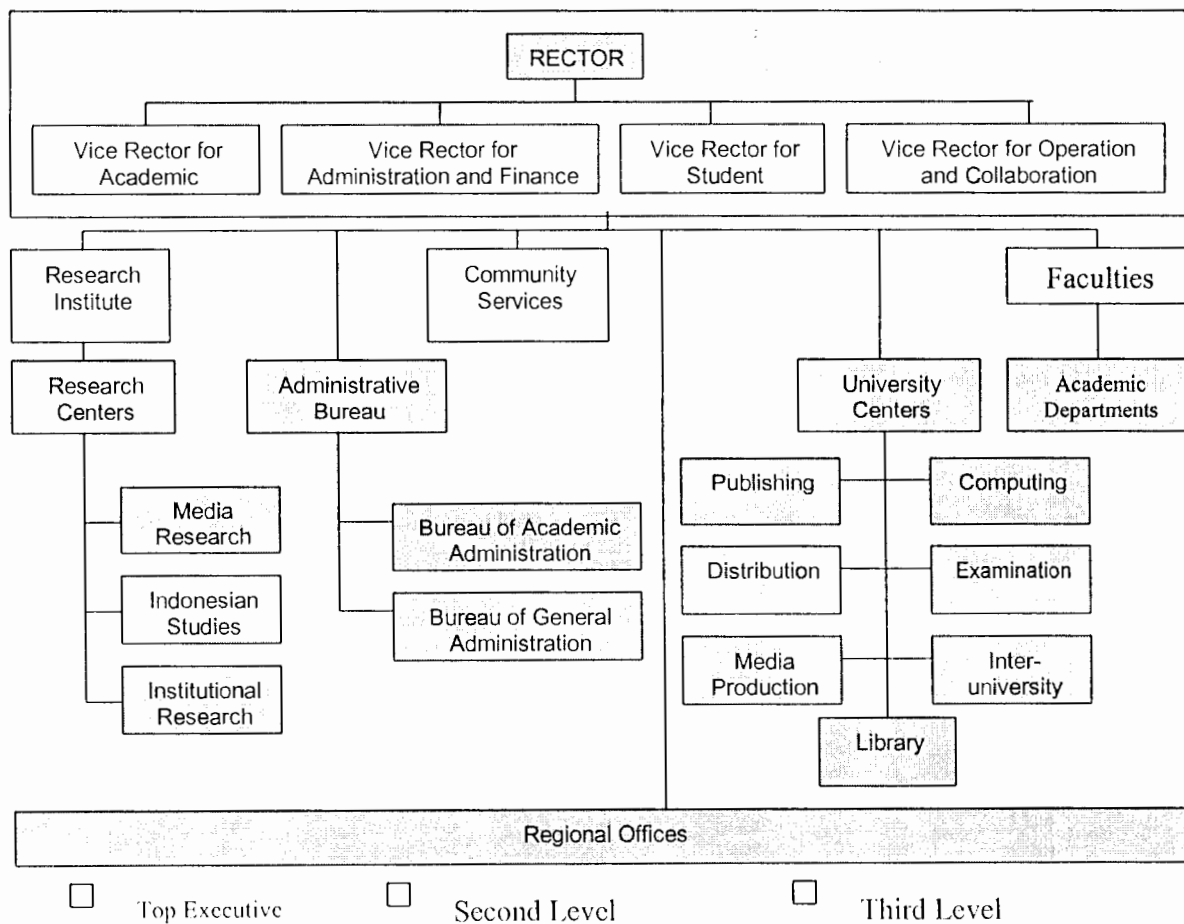 RECTOR
Vice Rector for
Academic
Vice Rector for
Administration and Finance
Vice Rector for
Student
Vice Rector for Operation
and Collaboration
Research
Institute
Community
Services
Faculties
Research
Centers
Administrative
Bureau
University
Centers
Academic
Departments
Media
Research
Indonesian
Studies
Institutional
Research
Bureau of Academic
Administration
Bureau of General
Administration
Publishing
Computing
Distribution
Examination
Media
Production
Inter-
university
Library
Regional Offices
Top Executive
Second Level
Third Level